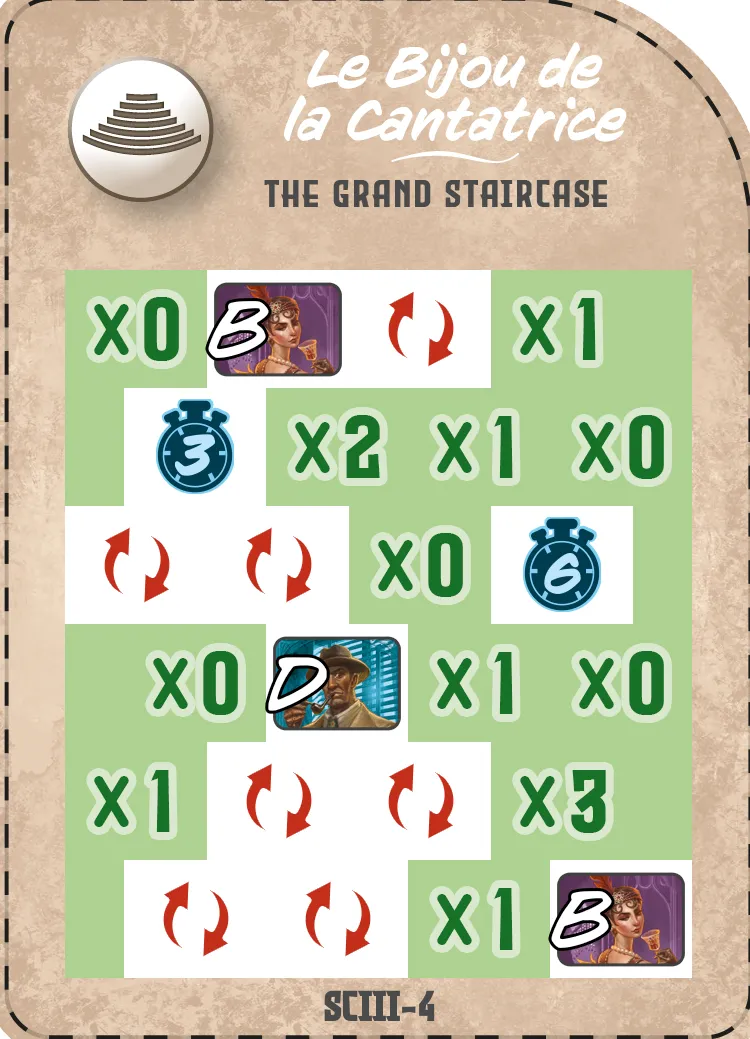 Le Bijou de
la Cantatrice
THE GRAND STAIRCASE
X0 B X1
3 X2 X1 X0
X0 6
X0 D X1 X0
X1 X3
X1 B
SCIII-4